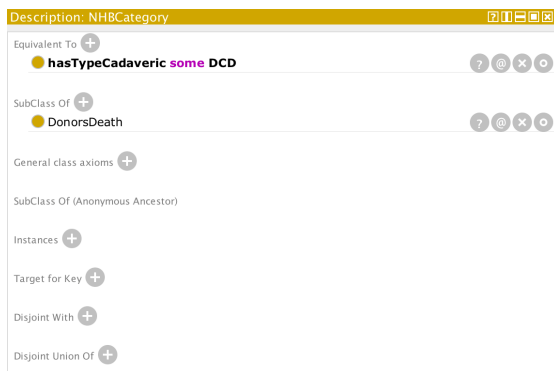 Description: NHBCategory
Equivalent To
hasTypeCadaveric some DCD
SubClass Of
DonorsDeath
General class axioms
SubClass Of (Anonymous Ancestor)
Instances
Target for Key
Disjoint With
Disjoint Union Of